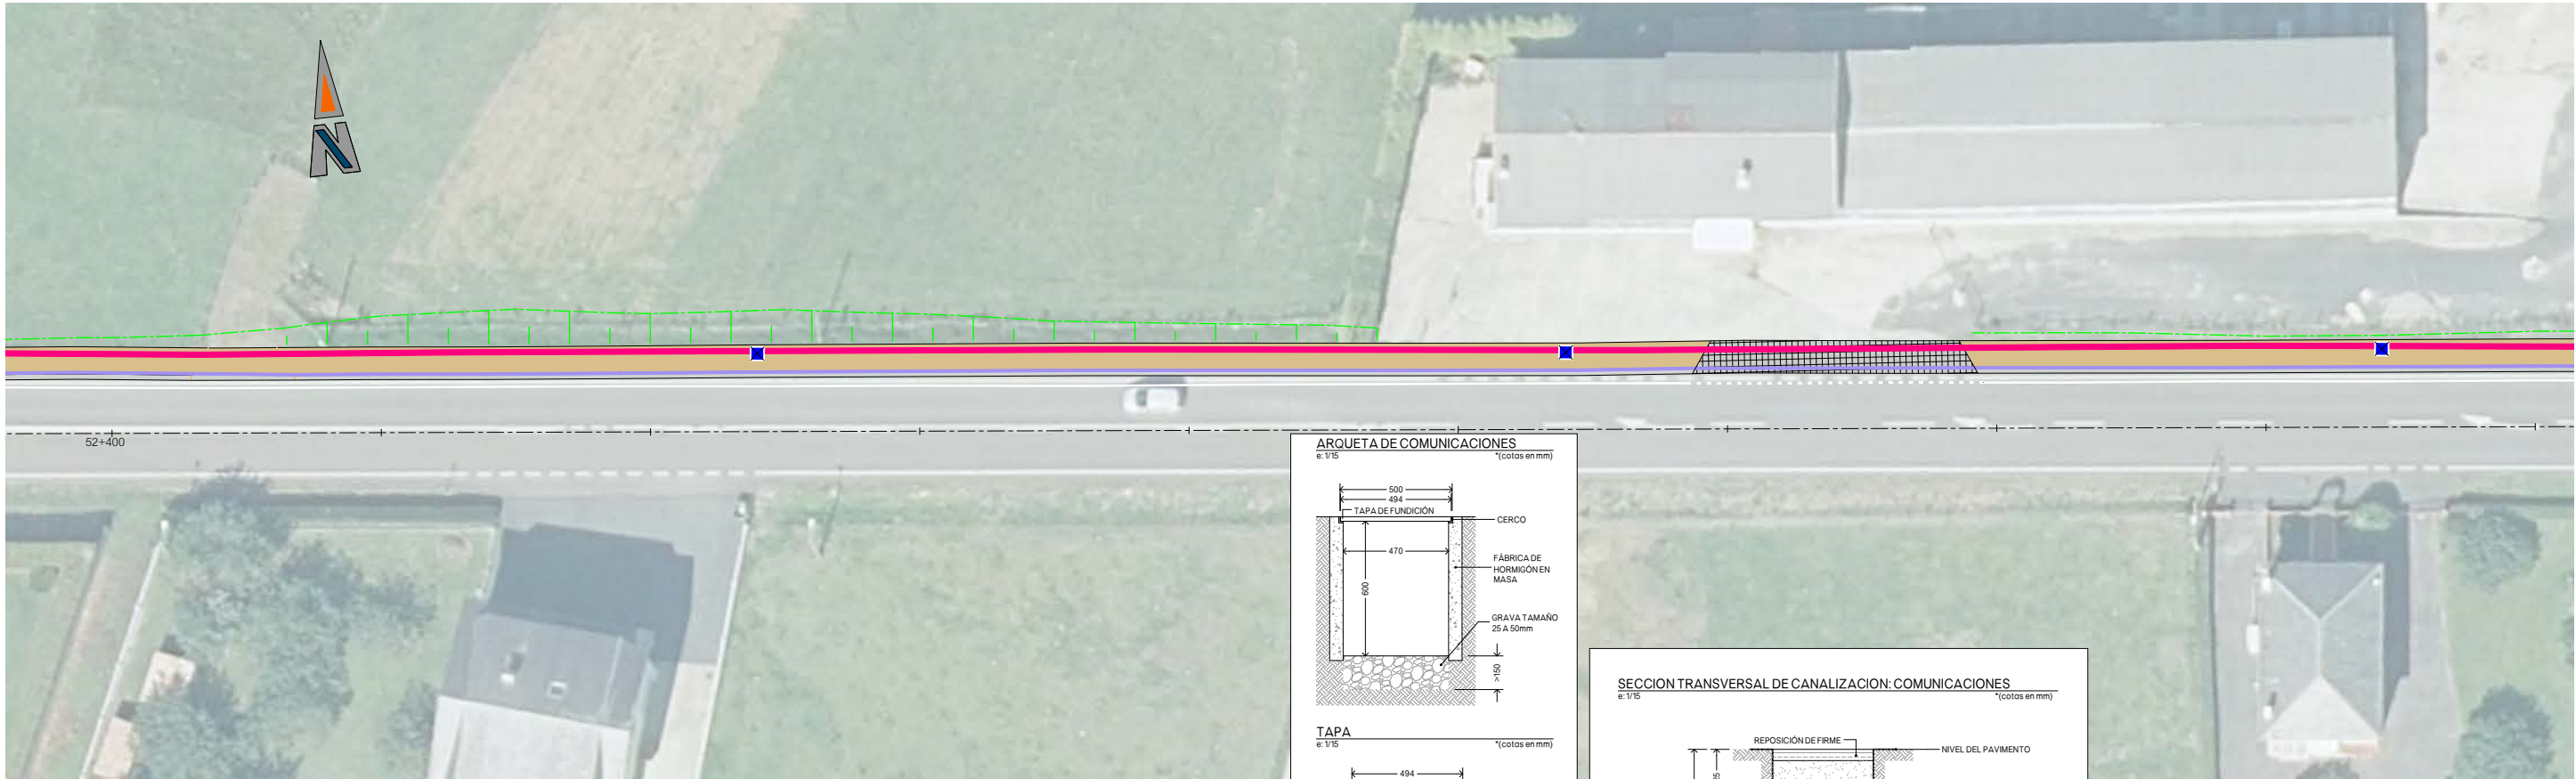 N
52+400
ARQUETA DE COMUNICACIONES
e: 1/15 *(cotas en mm)
500
494
TAPA DE FUNDICIÓN
CERCO
470
FÁBRICA DE
HORMIGÓN EN
MASA
600
GRAVA TAMAÑO
25 A 50mm
>150
TAPA
e: 1/15 *(cotas en mm)
494
SECCION TRANSVERSAL DE CANALIZACION: COMUNICACIONES
e: 1/15 *(cotas en mm)
REPOSICIÓN DE FIRME
NIVEL DEL PAVIMENTO